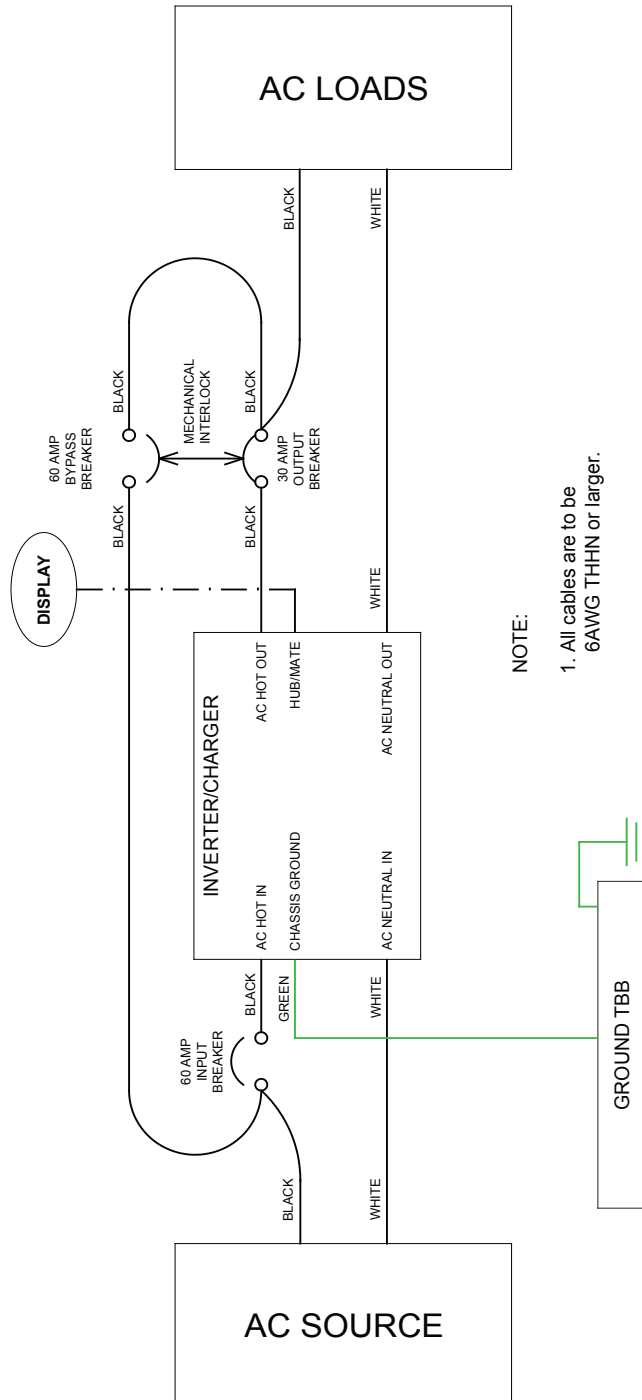 AC LOADS
BLACK
WHITE
BLACK
BLACK
60 AMP
BYPASS
BREAKER
MECHANICAL
INTERLOCK
30 AMP
OUTPUT
BREAKER
BLACK
BLACK
WHITE
DISPLAY
INVERTER/CHARGER
AC HOT OUT
HUB/MATE
AC NEUTRAL OUT
AC HOT IN
CHASSIS GROUND
AC NEUTRAL IN
NOTE:
1. All cables are to be
6AWG THHN or larger.
60 AMP
INPUT
BREAKER
BLACK
GREEN
WHITE
BLACK
WHITE
GROUND TBB
AC SOURCE